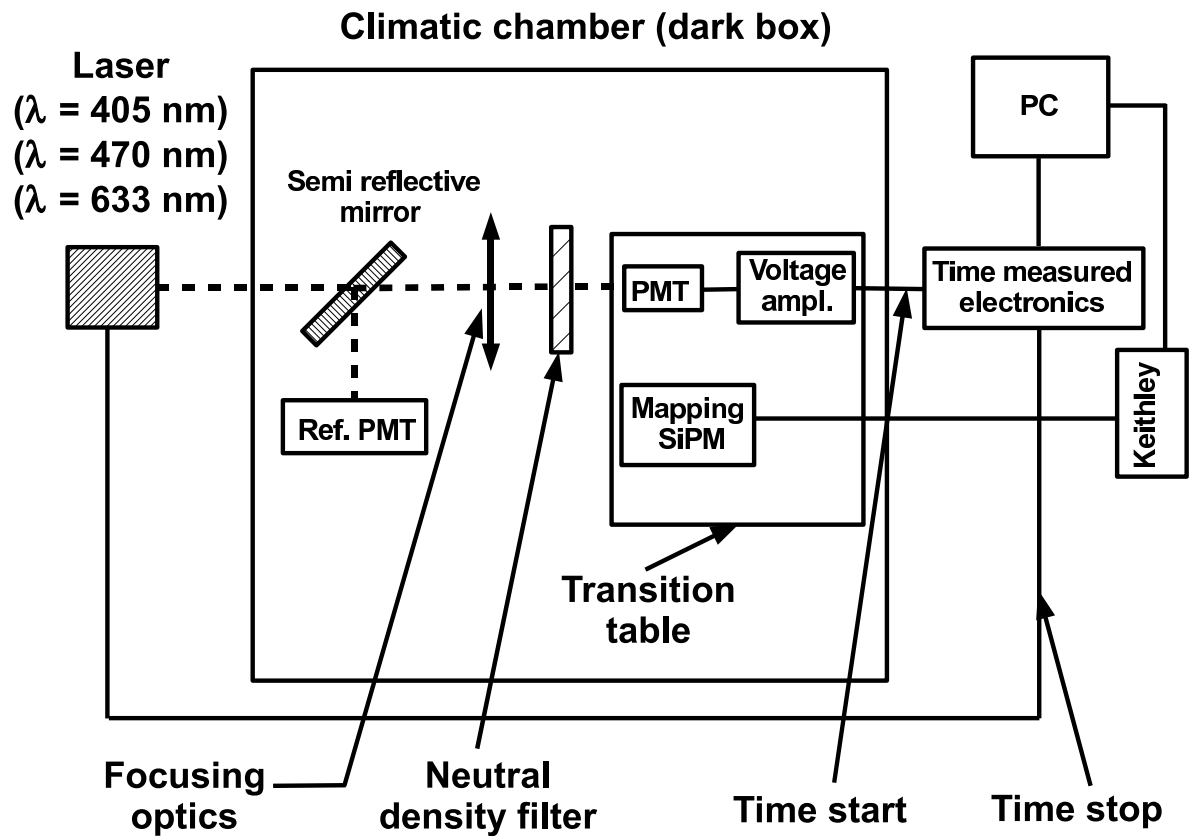 Climatic chamber (dark box)
Laser
(λ = 405 nm)
(λ = 470 nm)
(λ = 633 nm)
PC
Semi reflective
mirror
PMT
Voltage
ampl.
Time measured
electronics
Ref. PMT
Mapping
SiPM
Keithley
Transition
table
Focusing
optics
Neutral
density filter
Time start
Time stop